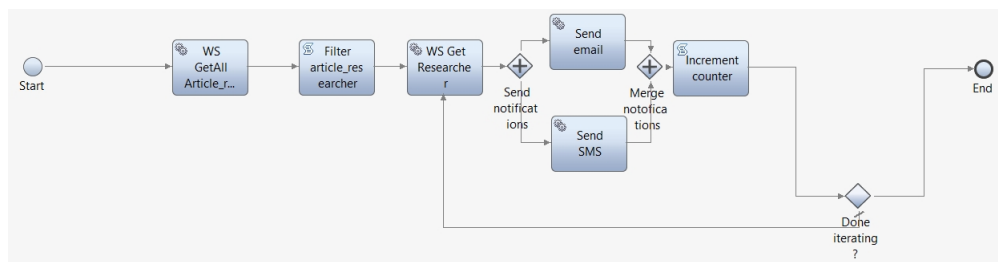 Start
WS
GetAll
Article_r...
Filter
article_res
earcher
WS Get
Researche
r
Send
notificat
ions
Send
email
Send
SMS
Merge
notofica
tions
Increment
counter
Done
iterating
?
End